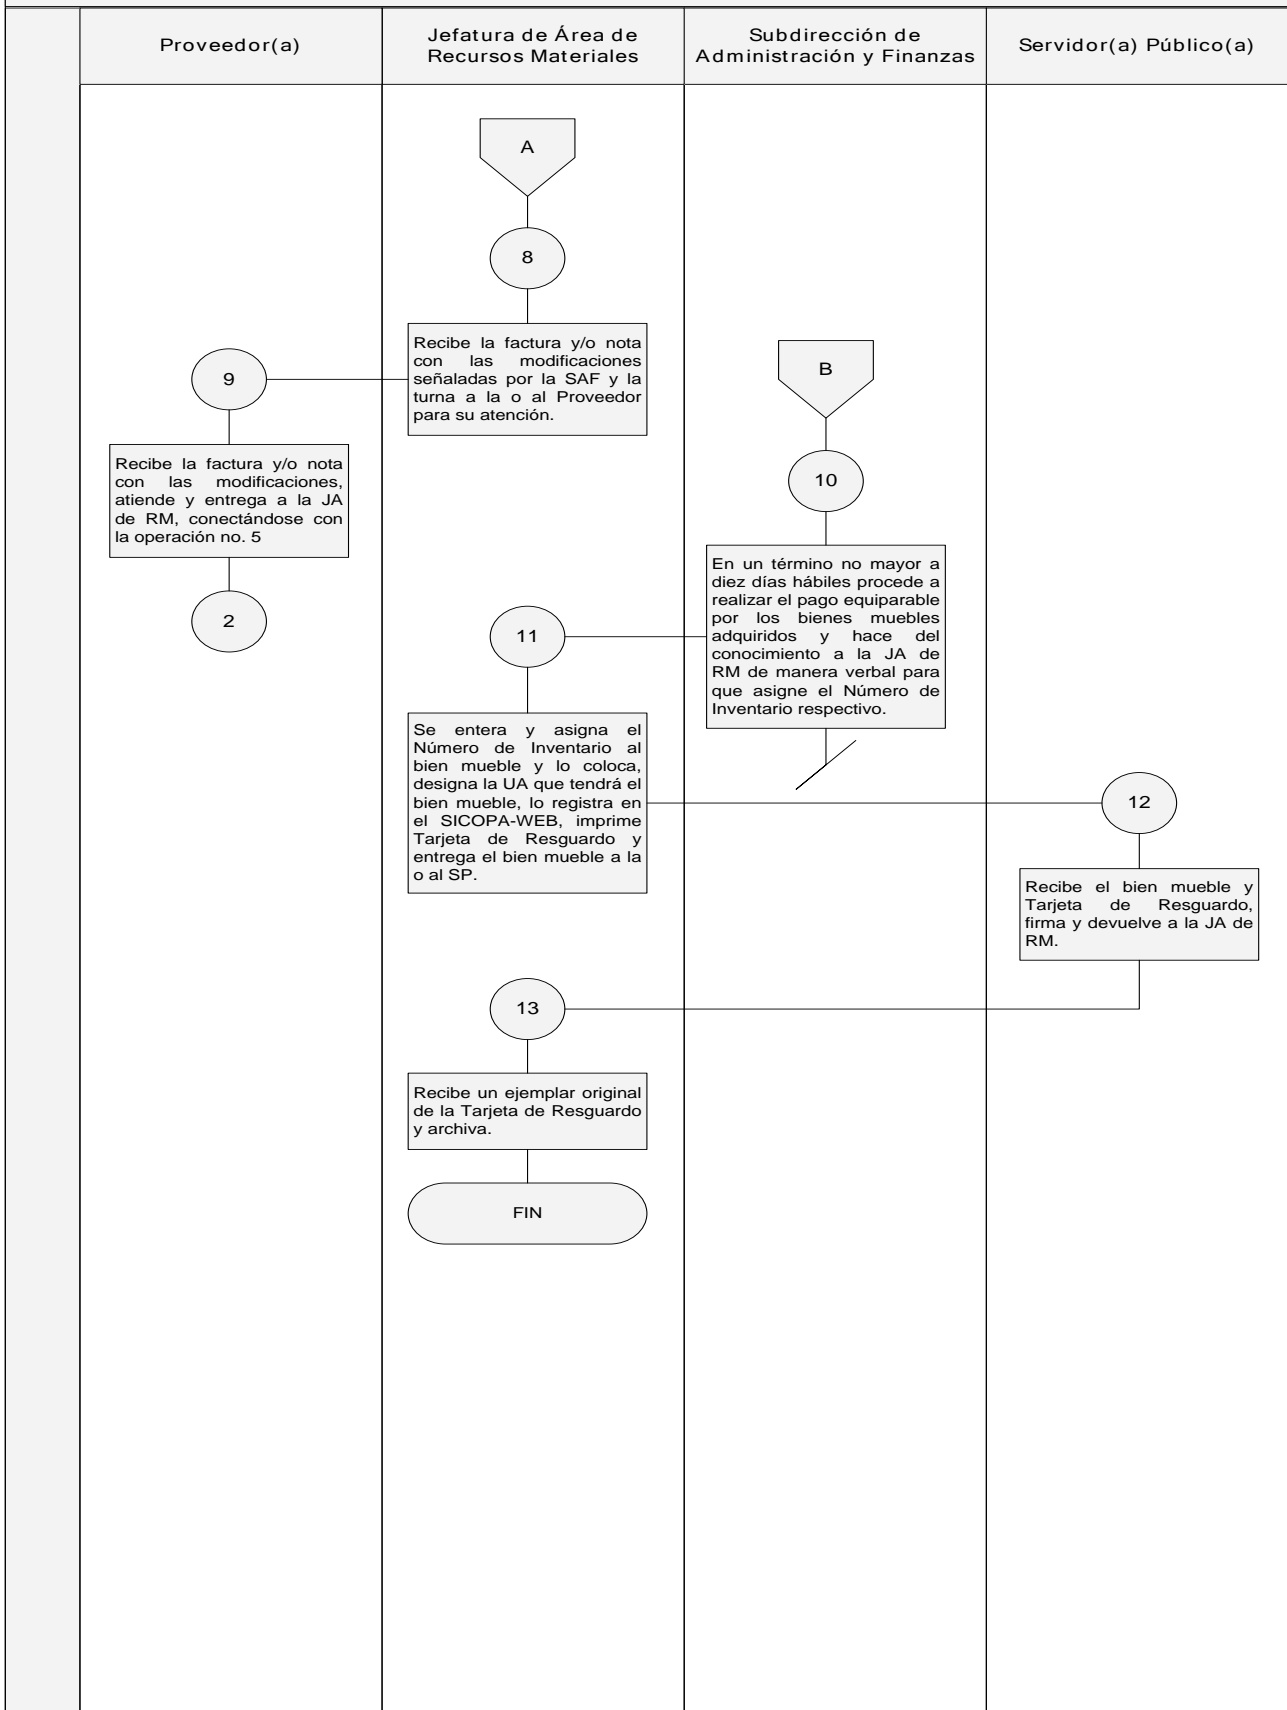 Proveedor(a)
Jefatura de Área de
Recursos Materiales
Subdirección de
Administración y Finanzas
Servidor(a) Público(a)
A
8
Recibe la factura y/o nota
con las modificaciones
señaladas por la SAF y la
turna a la o al Proveedor
para su atención.
9
Recibe la factura y/o nota
con las modificaciones,
atiende y entrega a la JA
de RM, conectándose con
la operación no. 5
2
B
10
En un término no mayor a
diez días hábiles procede a
realizar el pago equiparable
por los bienes muebles
adquiridos y hace del
conocimiento a la JA de
RM de manera verbal para
que asigne el Número de
Inventario respectivo.
11
Se entera y asigna el
Número de Inventario al
bien mueble y lo coloca,
designa la UA que tendrá el
bien mueble, lo registra en
el SICOPA-WEB, imprime
Tarjeta de Resguardo y
entrega el bien mueble a la
o al SP.
12
Recibe el bien mueble y
Tarjeta de Resguardo,
firma y devuelve a la JA de
RM.
13
Recibe un ejemplar original
de la Tarjeta de Resguardo
y archiva.
FIN